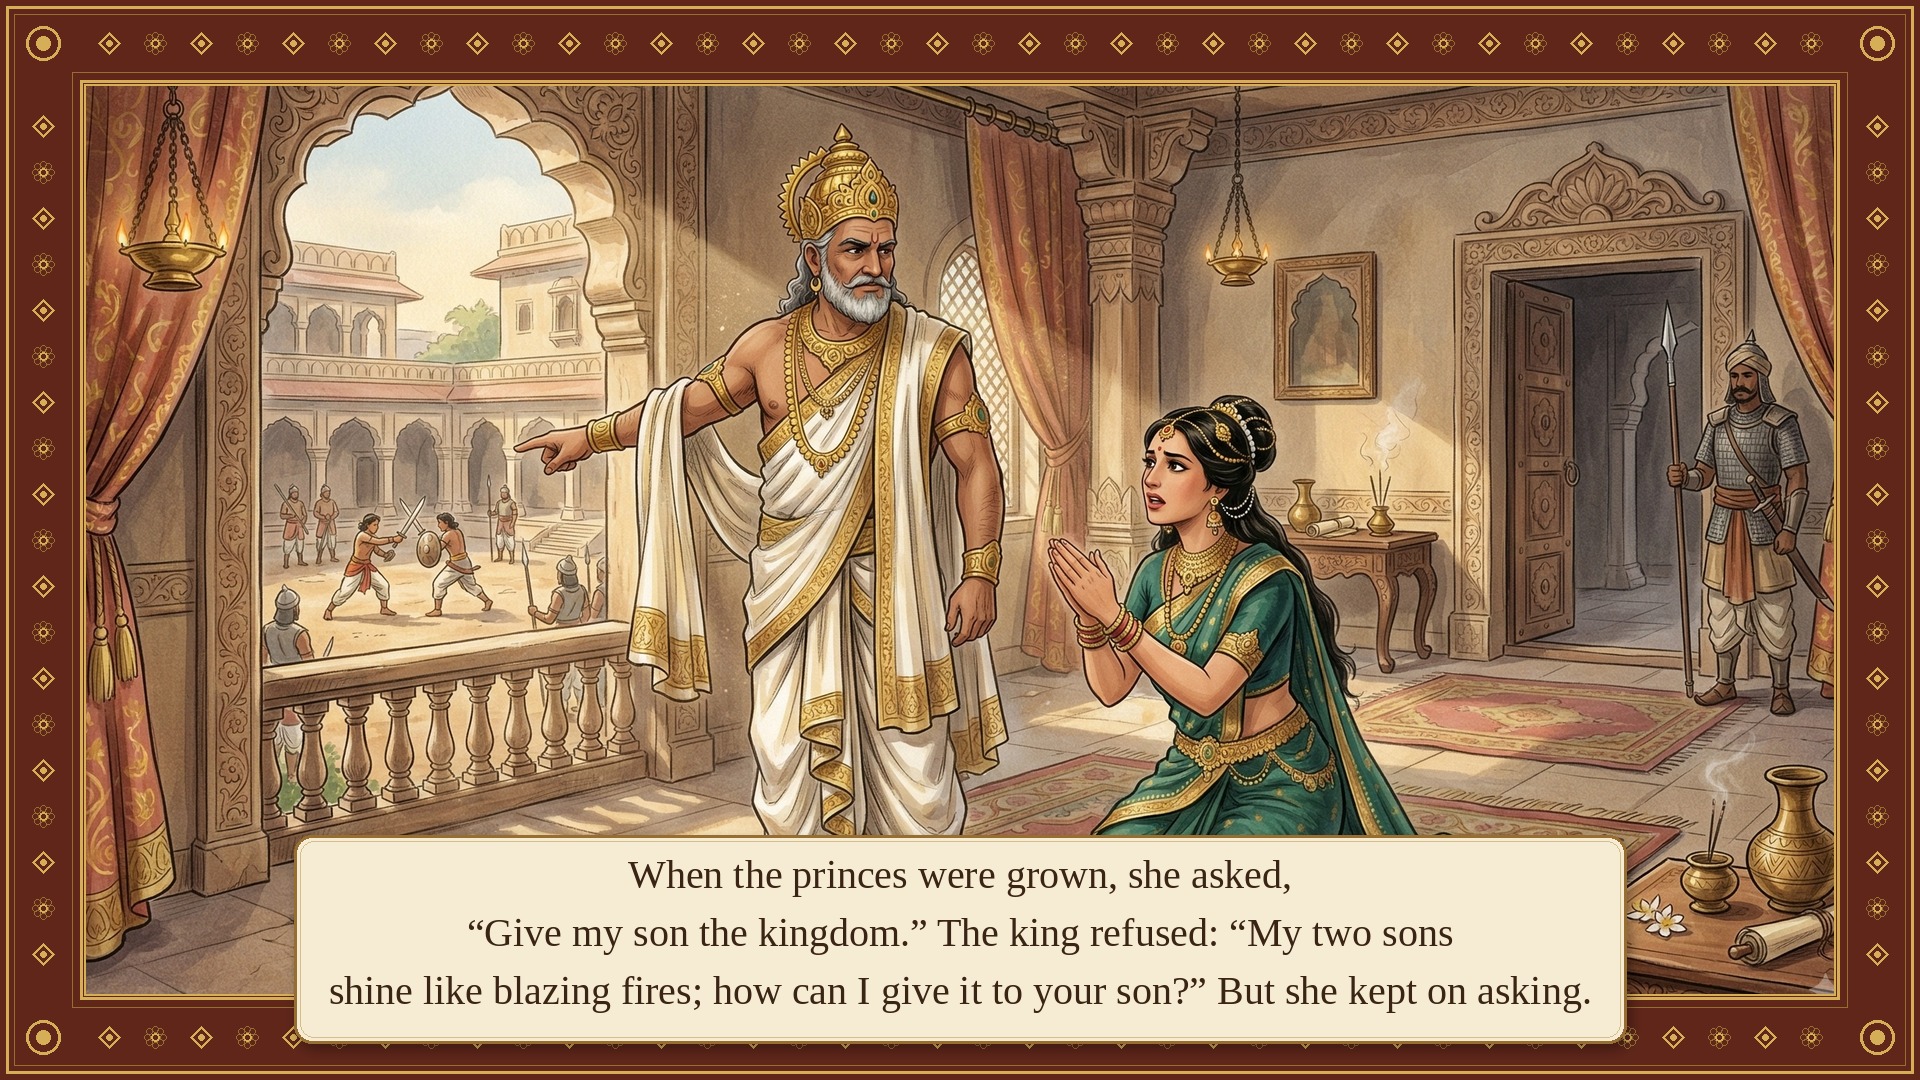 When the princes were grown, she asked,
“Give my son the kingdom.” The king refused: “My two sons
shine like blazing fires; how can I give it to your son?” But she kept on asking.